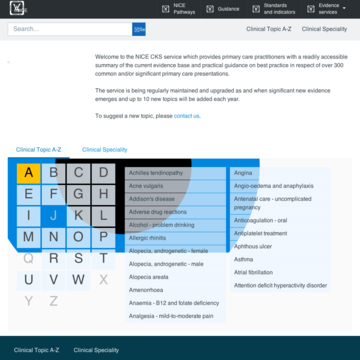 NICE Pathways
Guidance
Standards and indicators
Evidence services
Search...
Clinical Topic A-Z
Clinical Speciality
Welcome to the NICE CKS service which provides primary care practitioners with a readily accessible
summary of the current evidence base and practical guidance on best practice in respect of over 300
common and/or significant primary care presentations.
The service is being regularly maintained and upgraded as and when significant new evidence
emerges and up to 10 new topics will be added each year.
To suggest a new topic, please contact us.
Clinical Topic A-Z
Clinical Speciality
A B C D
E F G H
I J K L
M N O P
Q R S T
U V W X
Y Z
Achilles tendinopathy
Acne vulgaris
Addison's disease
Adverse drug reactions
Alcohol - problem drinking
Allergic rhinitis
Alopecia, androgenetic - female
Alopecia, androgenetic - male
Alopecia areata
Amenorrhoea
Anaemia - B12 and folate deficiency
Analgesia - mild-to-moderate pain
Angina
Angio-oedema and anaphylaxis
Antenatal care - uncomplicated
pregnancy
Anticoagulation - oral
Antiplatelet treatment
Aphthous ulcer
Asthma
Atrial fibrillation
Attention deficit hyperactivity disorder
Clinical Topic A-Z
Clinical Speciality